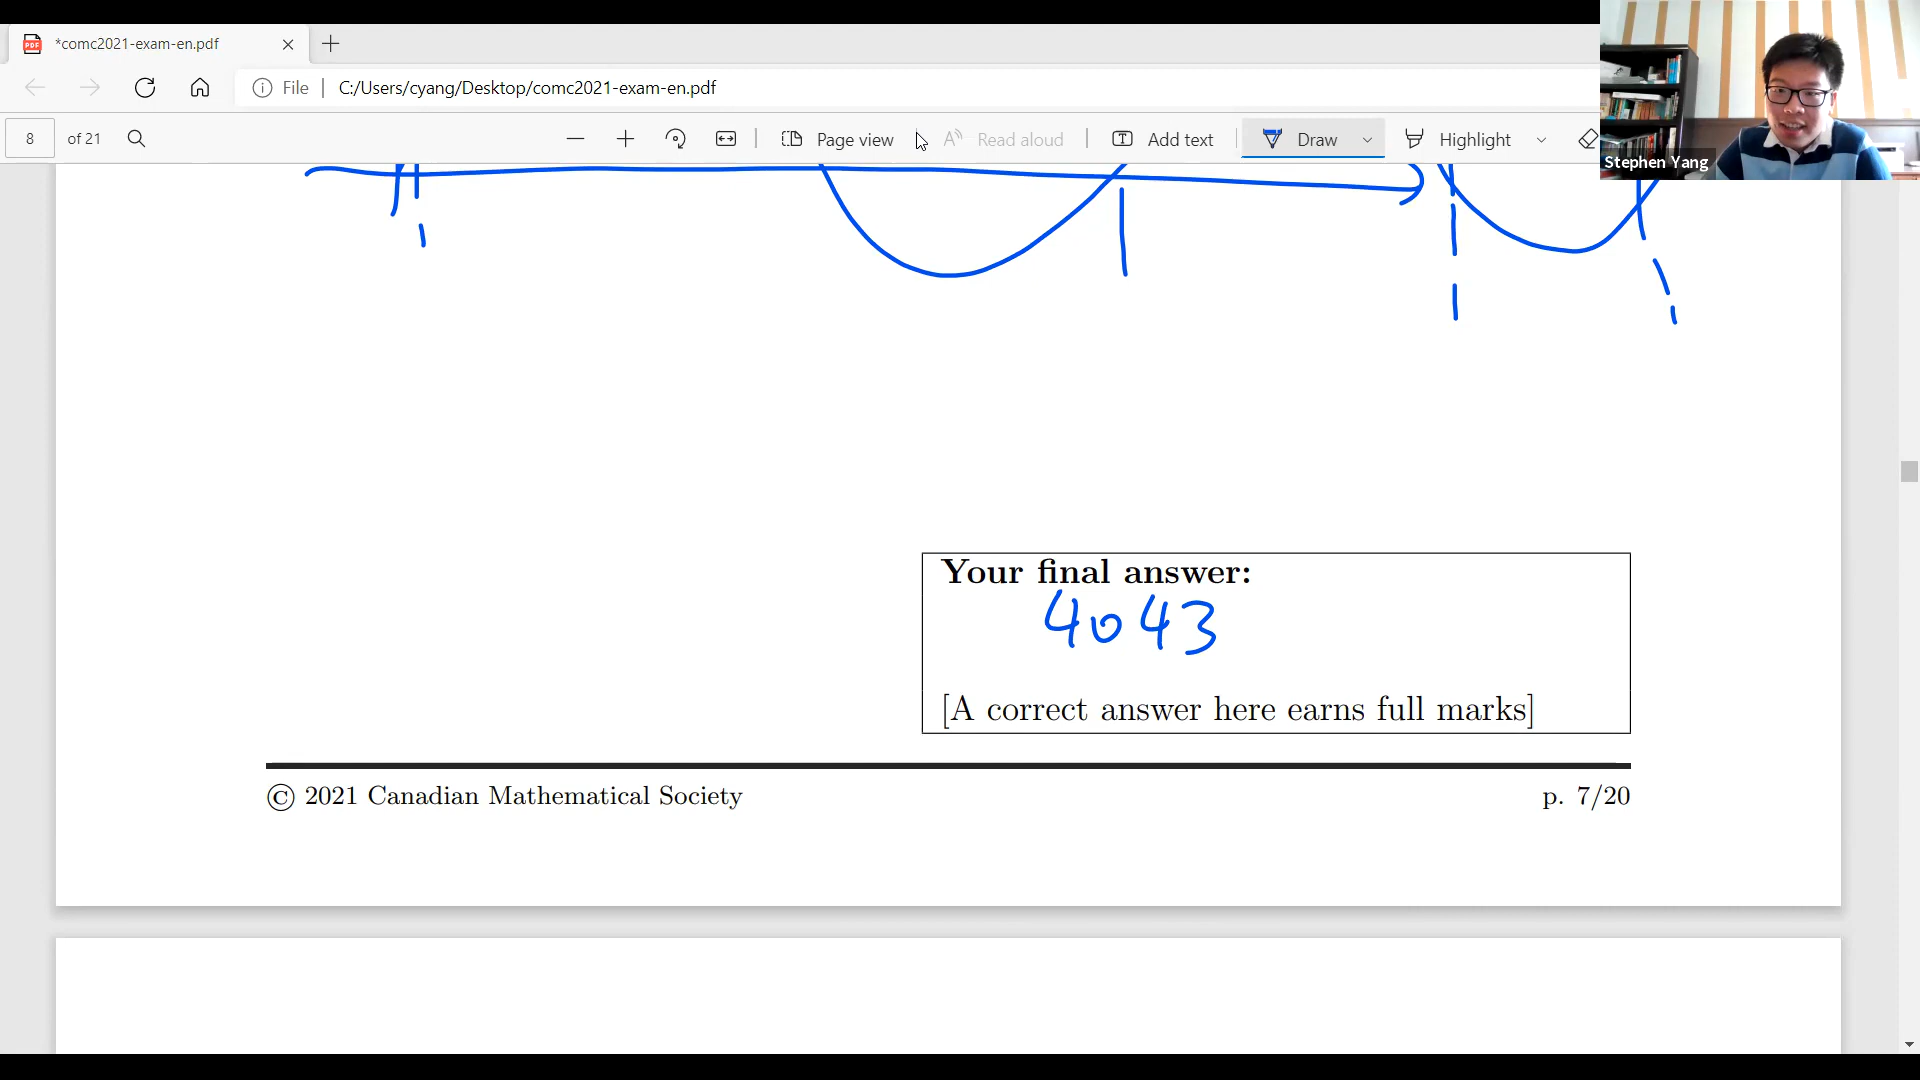 *comc2021-exam-en.pdf
File | C:/Users/cyang/Desktop/comc2021-exam-en.pdf
8 of 21 Page view Read aloud Add text Draw Highlight
Stephen Yang
Your final answer:
4043
[A correct answer here earns full marks]
© 2021 Canadian Mathematical Society p. 7/20